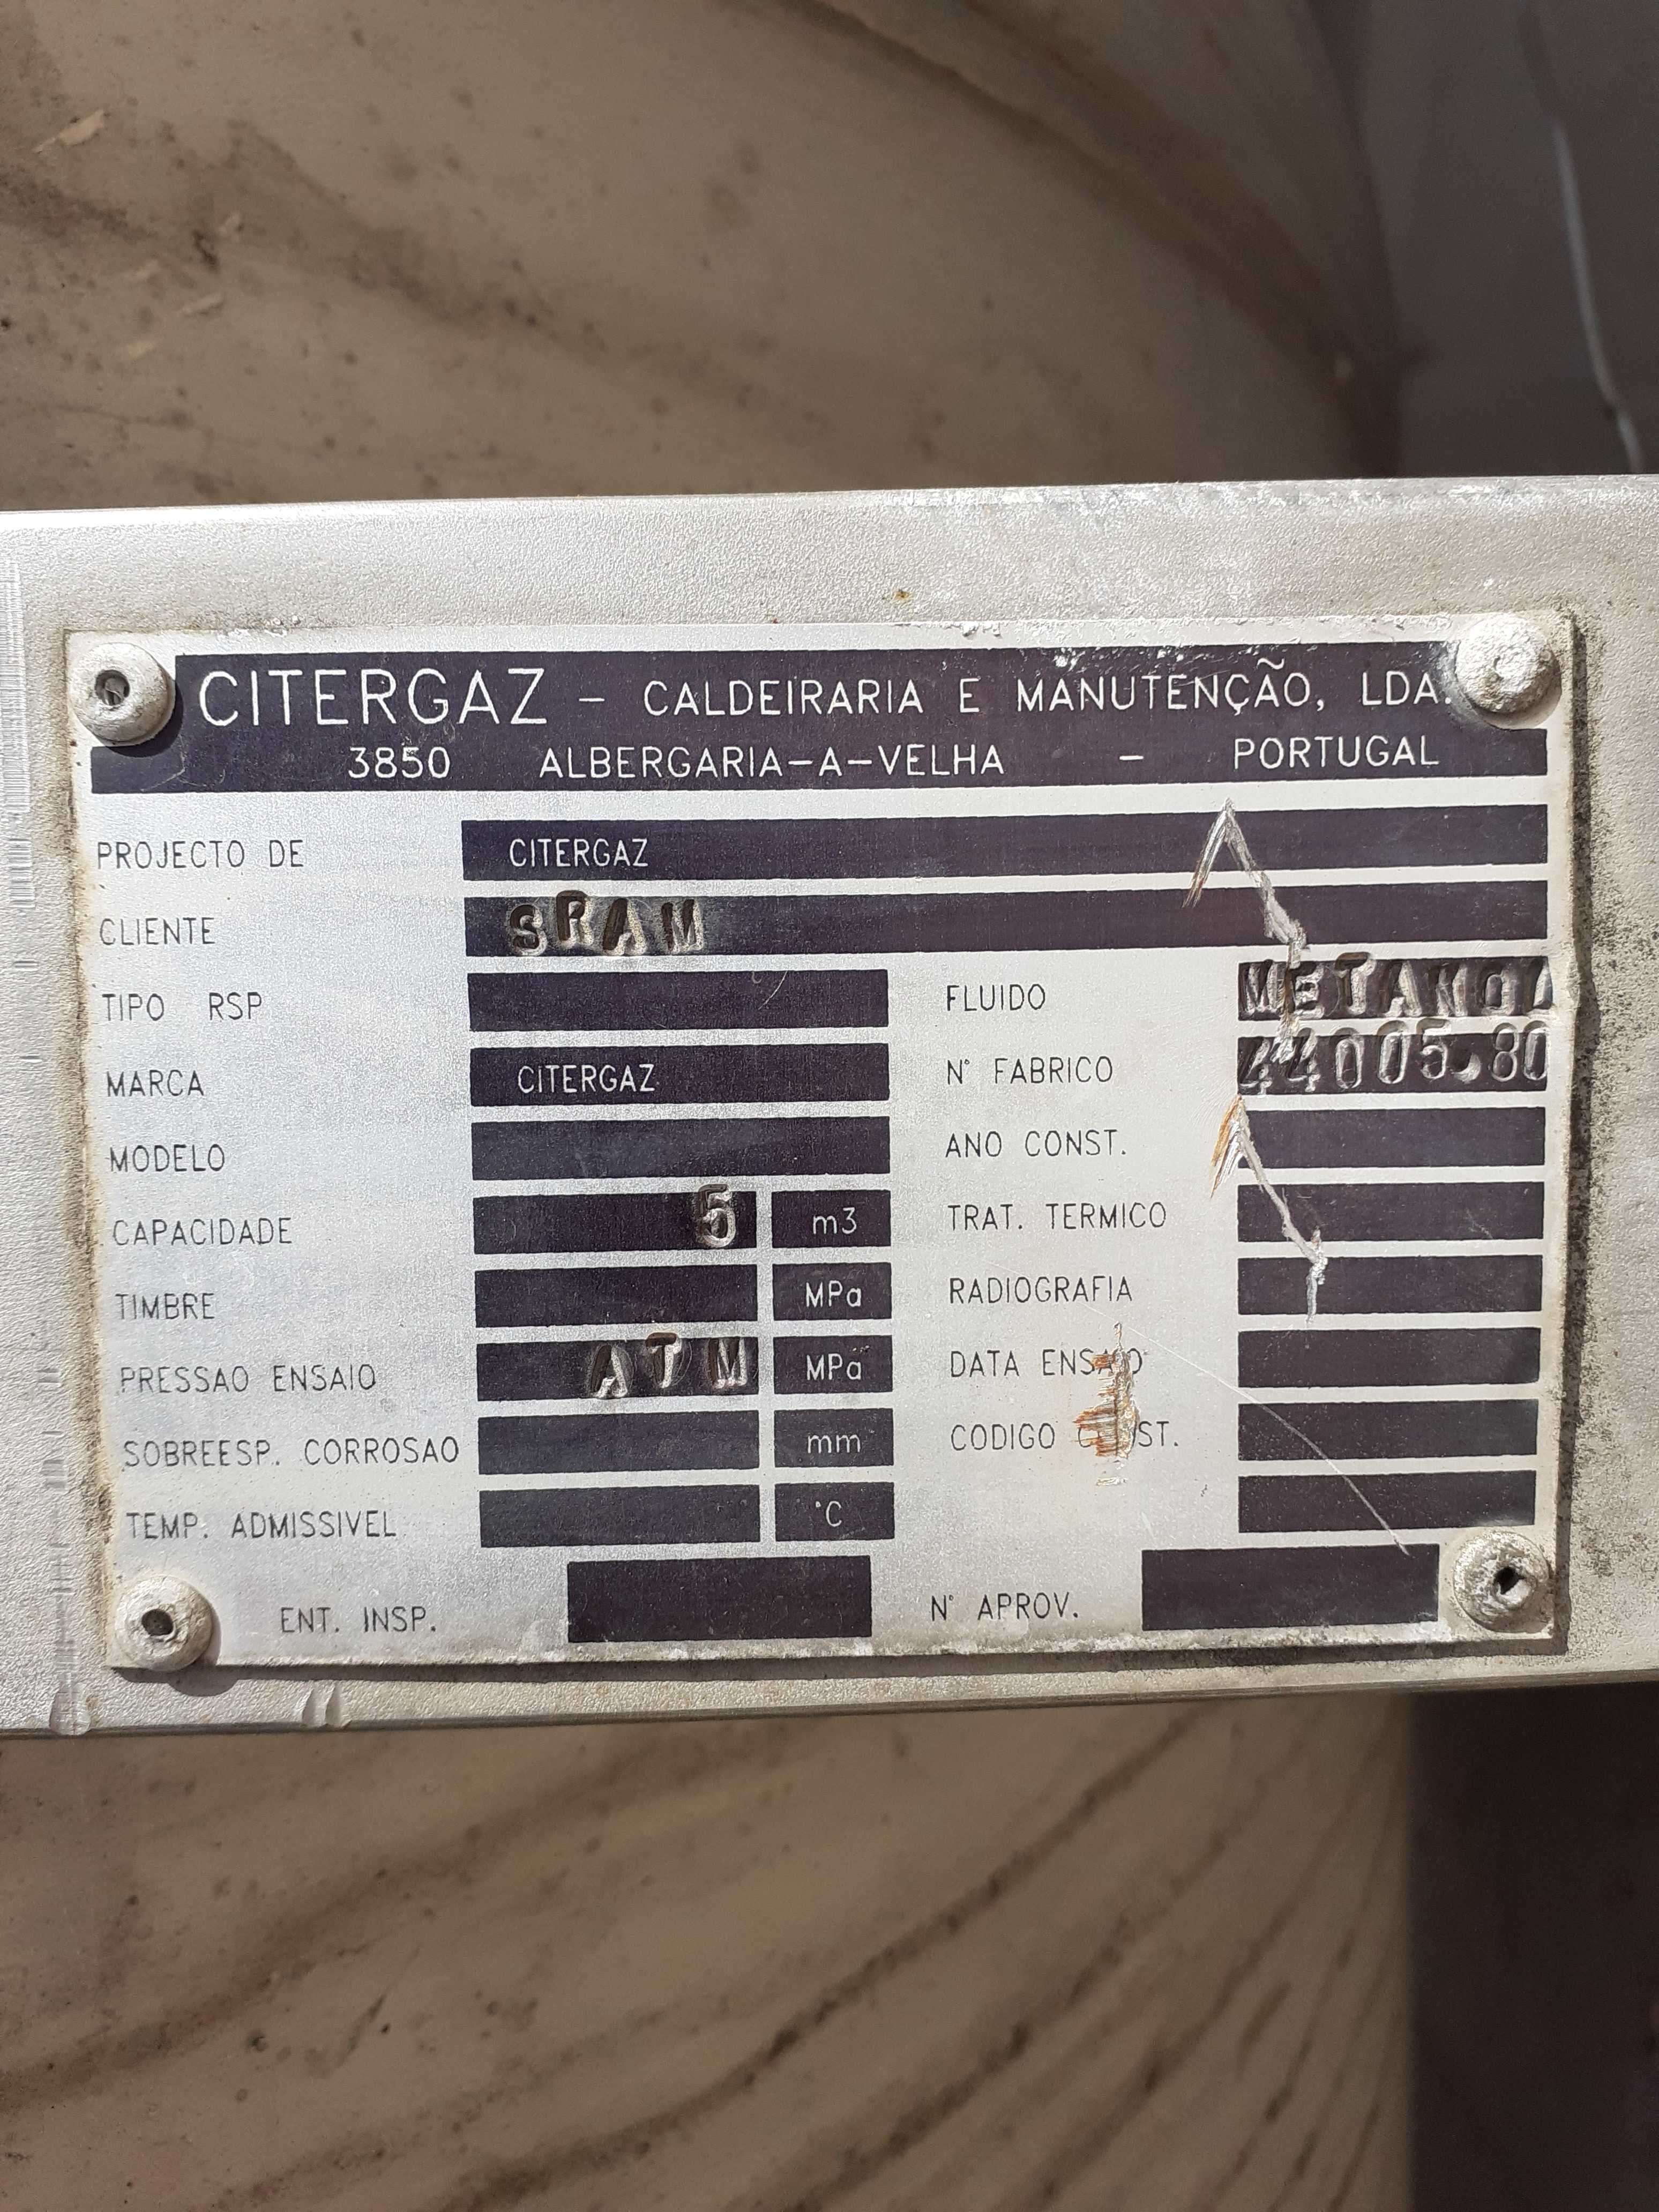 CITERGAZ - CALDEIRARIA E MANUTENÇÃO, LDA.
3850 ALBERGARIA-A-VELHA - PORTUGAL
PROJECTO DE CITERGAZ
CLIENTE SRAM
TIPO RSP FLUIDO METANOL
MARCA CITERGAZ Nº FABRICO 44005.80
MODELO ANO CONST.
CAPACIDADE 5 m3 TRAT. TERMICO
TIMBRE MPa RADIOGRAFIA
PRESSAO ENSAIO ATM MPa DATA ENSAIO
SOBREESP. CORROSAO mm CODIGO CONST.
TEMP. ADMISSIVEL °C
ENT. INSP. Nº APROV.